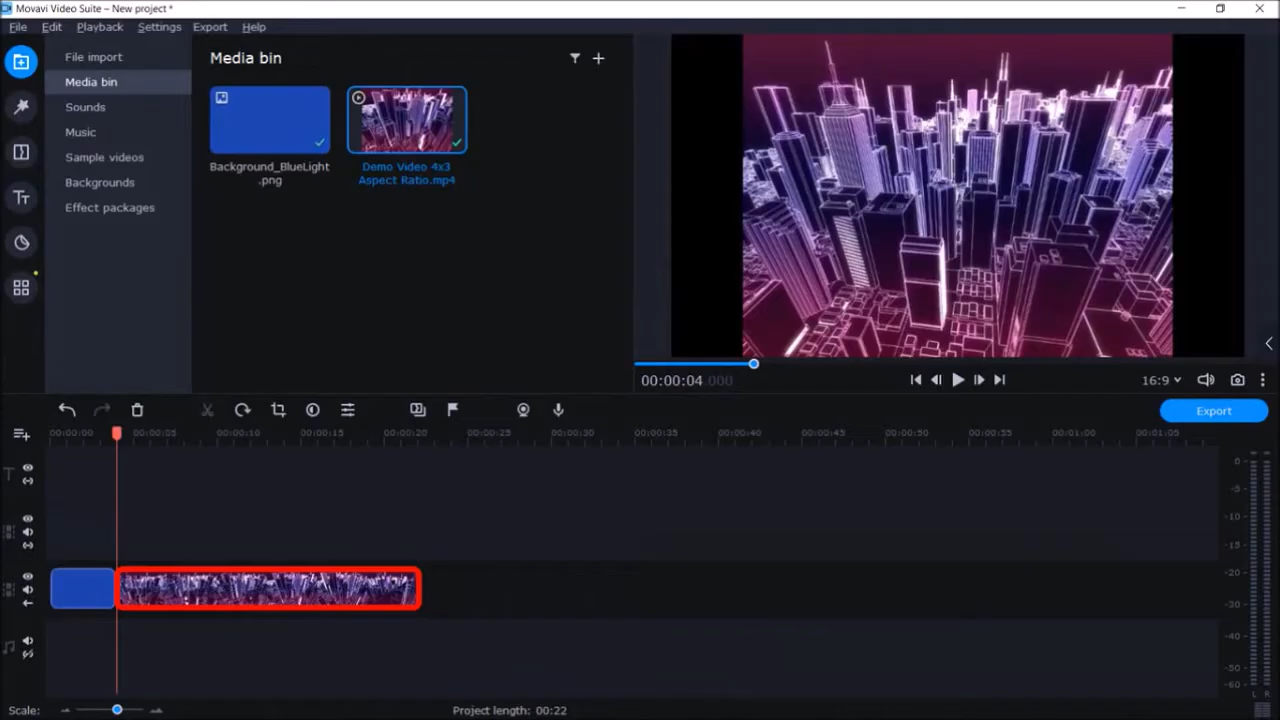 Movavi Video Suite – New project *
File Edit Playback Settings Export Help
File import
Media bin
Sounds
Music
Sample videos
Backgrounds
Effect packages
Media bin
Background_BlueLight
.png
Demo Video 4x3
Aspect Ratio.mp4
00:00:04.000
16:9
Export
00:00:00 00:00:05 00:00:10 00:00:15 00:00:20 00:00:25 00:00:30 00:00:35 00:00:40 00:00:45 00:00:50 00:00:55 00:01:00 00:01:05
0
-5
-10
-15
-20
-30
-40
-50
-60
L R
Scale:
Project length: 00:22